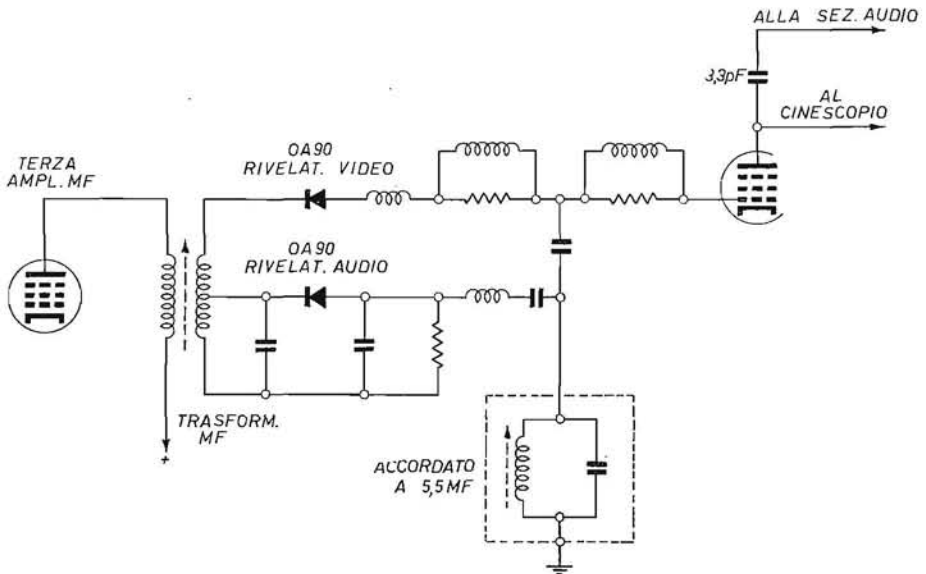 ALLA SEZ. AUDIO
3,3pF
AL
CINESCOPIO
TERZA
AMPL. MF
OA90
RIVELAT. VIDEO
OA90
RIVELAT. AUDIO
TRASFORM.
MF
+
ACCORDATO
A 5,5MF